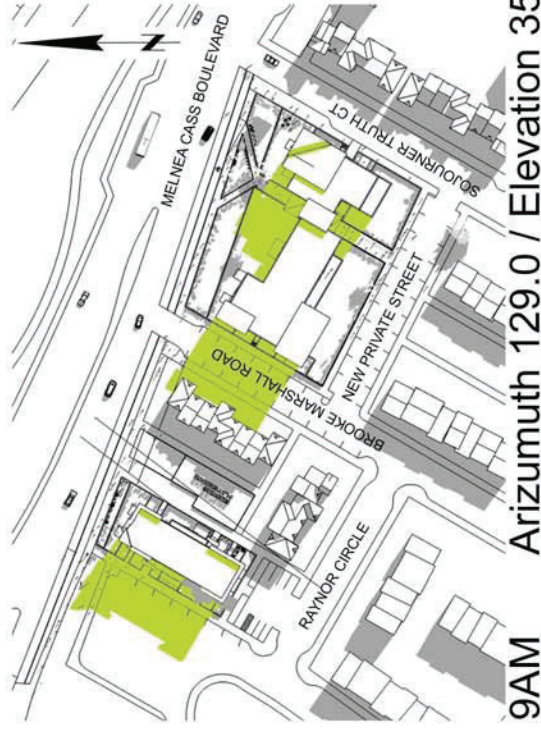 N
MELNEA CASS BOULEVARD
SOJOURNER TRUTH CT
BROOKE MARSHALL ROAD
NEW PRIVATE STREET
RAYNOR CIRCLE
9AM Arizumuth 129.0 / Elevation 35